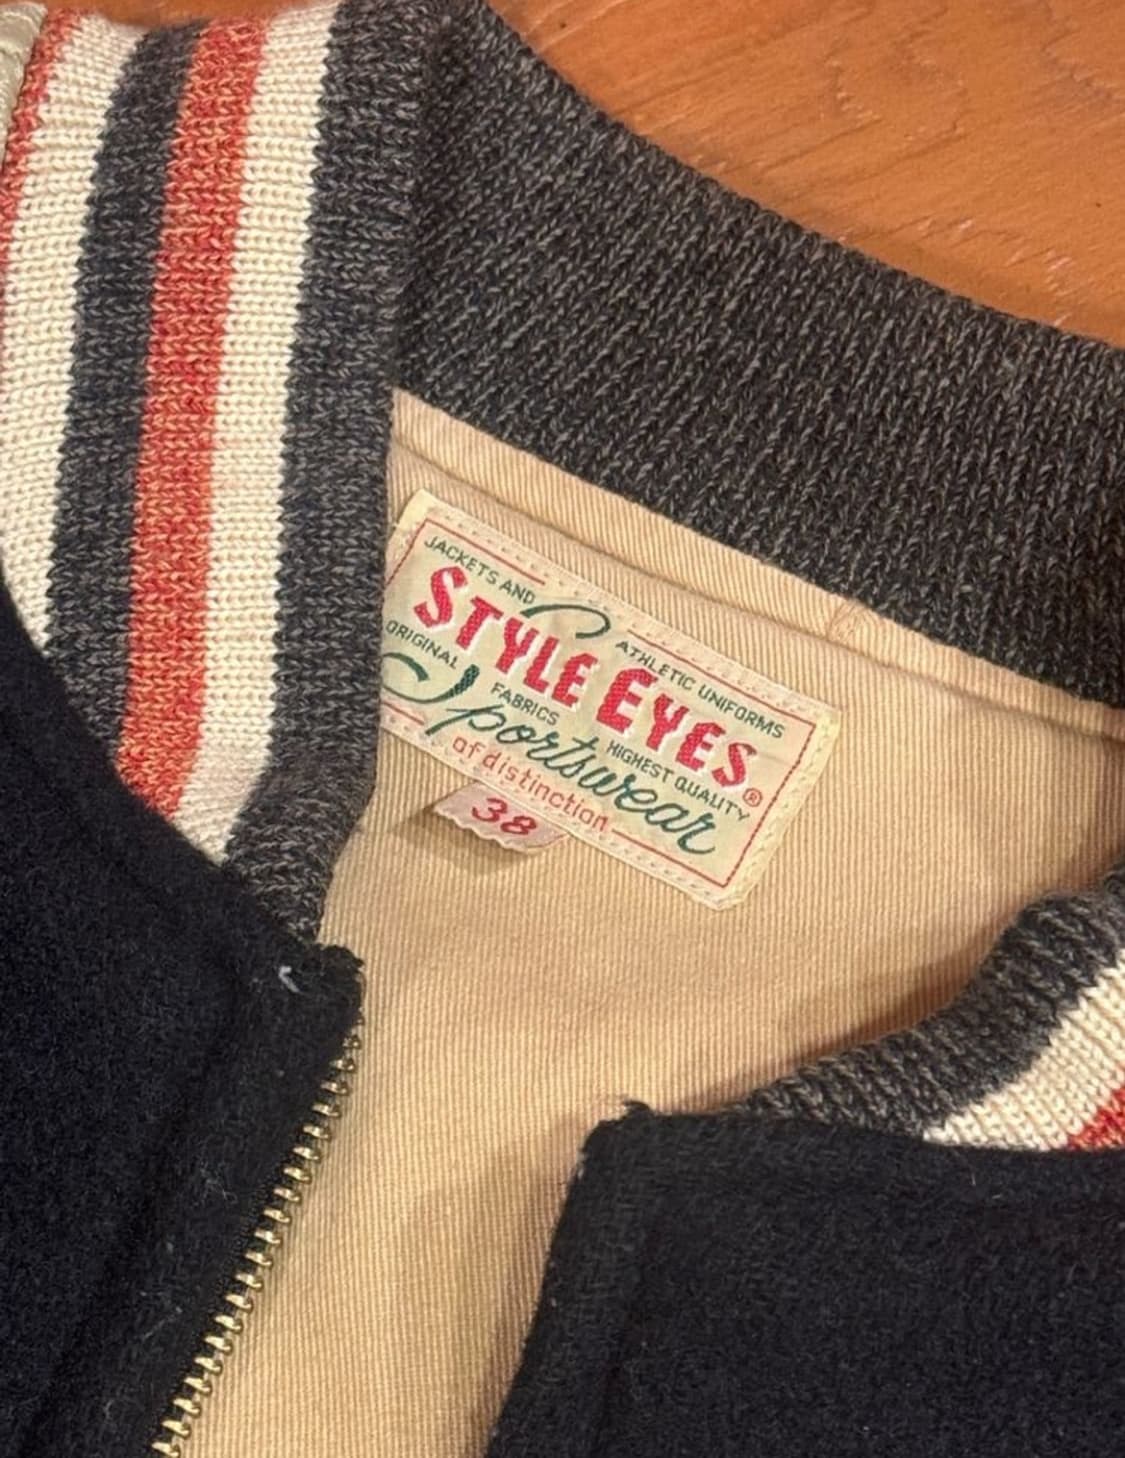 JACKETS AND
ATHLETIC UNIFORMS
STYLE EYES
ORIGINAL
FABRICS
HIGHEST QUALITY
Sportswear
®
of distinction
38